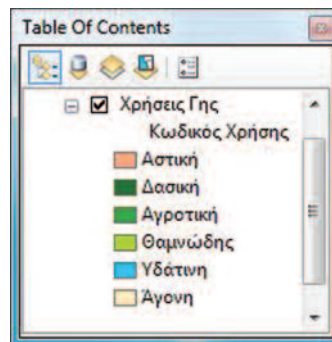 Table Of Contents
Χρήσεις Γης
Κωδικός Χρήσης
Αστική
Δασική
Αγροτική
Θαμνώδης
Υδάτινη
Άγονη